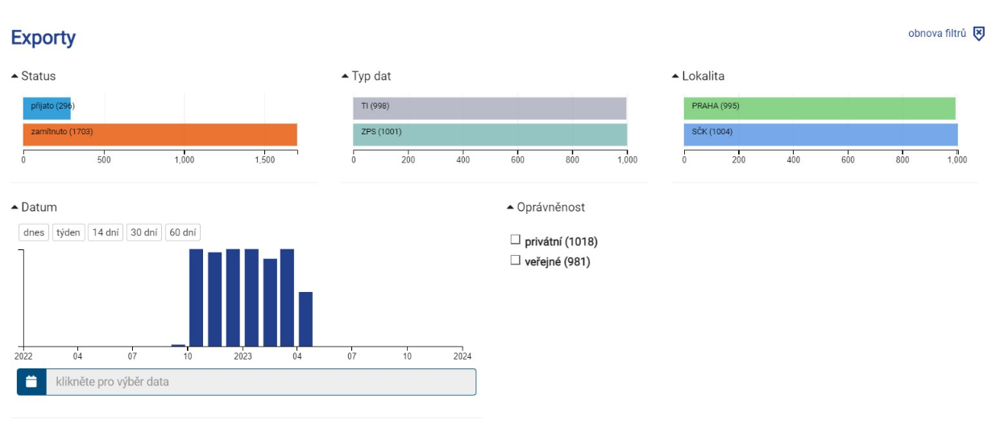 Exporty
obnova filtrů
Status
přijato (296)
zamítnuto (1703)
0 500 1,000 1,500
Typ dat
TI (998)
ZPS (1001)
0 200 400 600 800 1,000
Lokalita
PRAHA (995)
SČK (1004)
0 200 400 600 800 1,000
Datum
dnes týden 14 dní 30 dní 60 dní
2022 04 07 10 2023 04 07 10 2024
klikněte pro výběr data
Oprávněnost
privátní (1018)
veřejné (981)